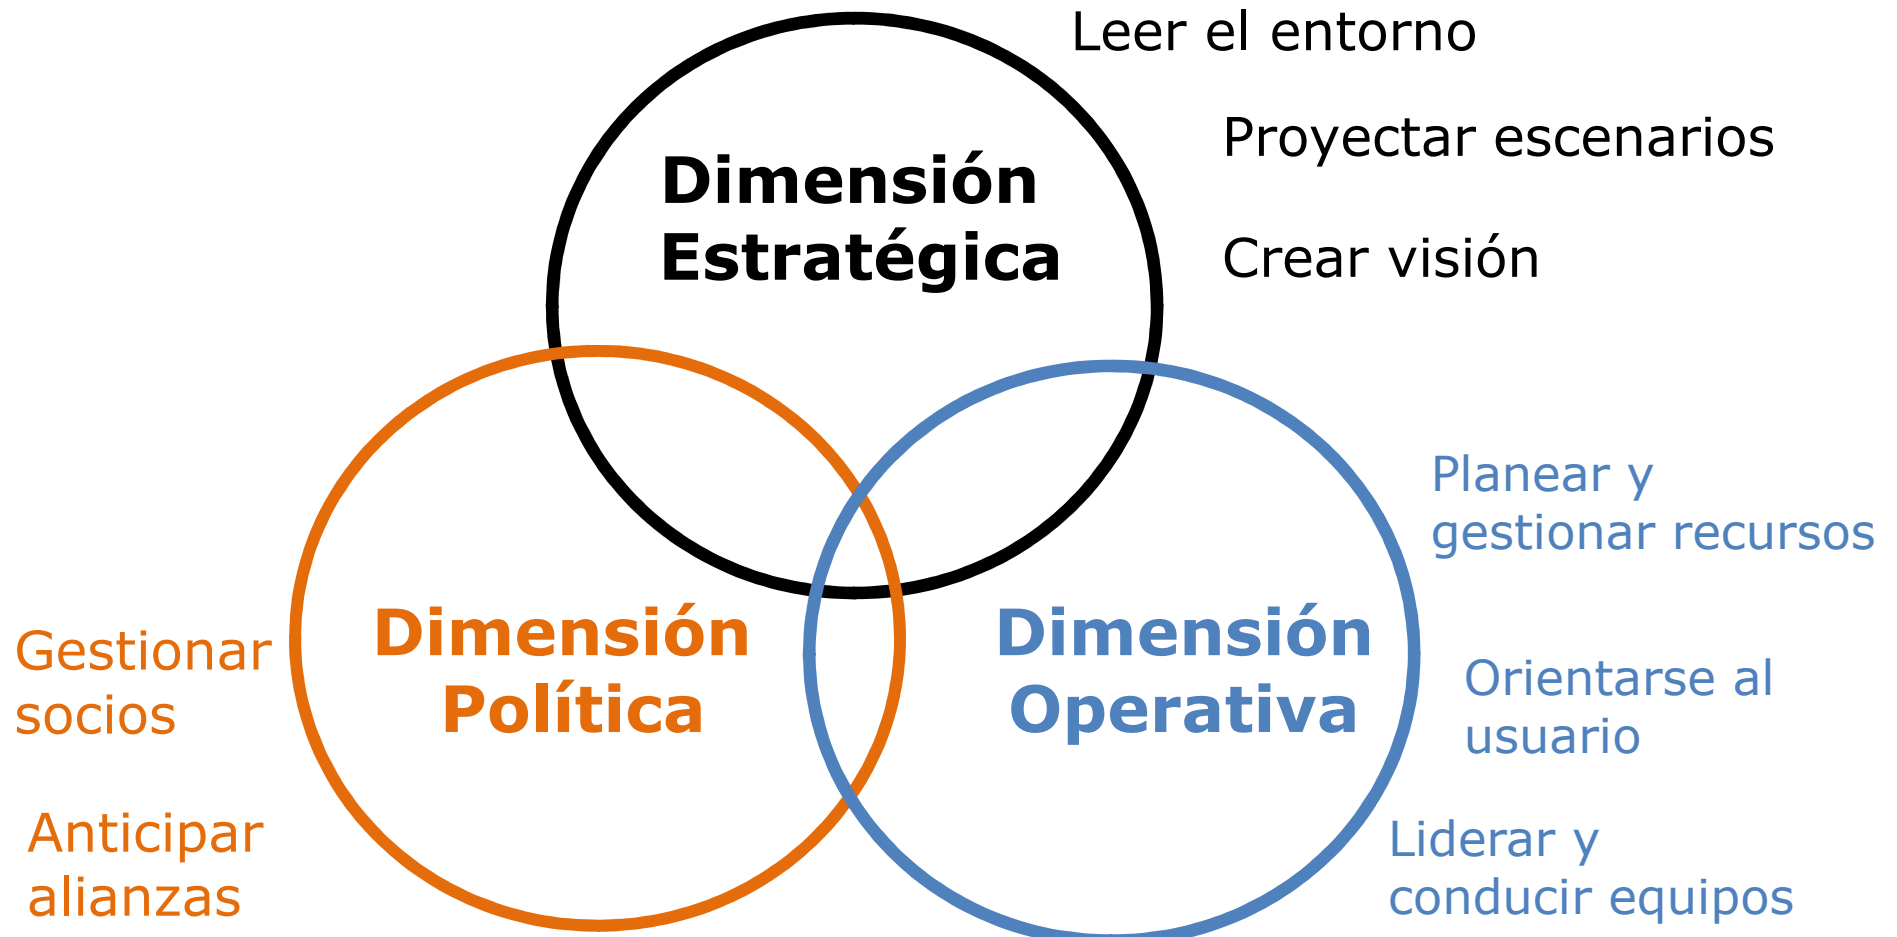 Leer el entorno
Proyectar escenarios
Dimensión
Estratégica
Crear visión
Planear y
gestionar recursos
Dimensión
Política
Dimensión
Operativa
Gestionar
socios
Orientarse al
usuario
Anticipar
alianzas
Liderar y
conducir equipos